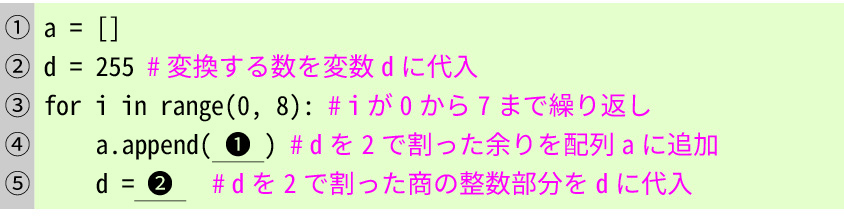 ① a = []
② d = 255 # 変換する数を変数 d に代入
③ for i in range(0, 8): # i が 0 から 7 まで繰り返し
④ a.append( ❶ ) # d を 2 で割った余りを配列 a に追加
⑤ d = ❷ # d を 2 で割った商の整数部分を d に代入